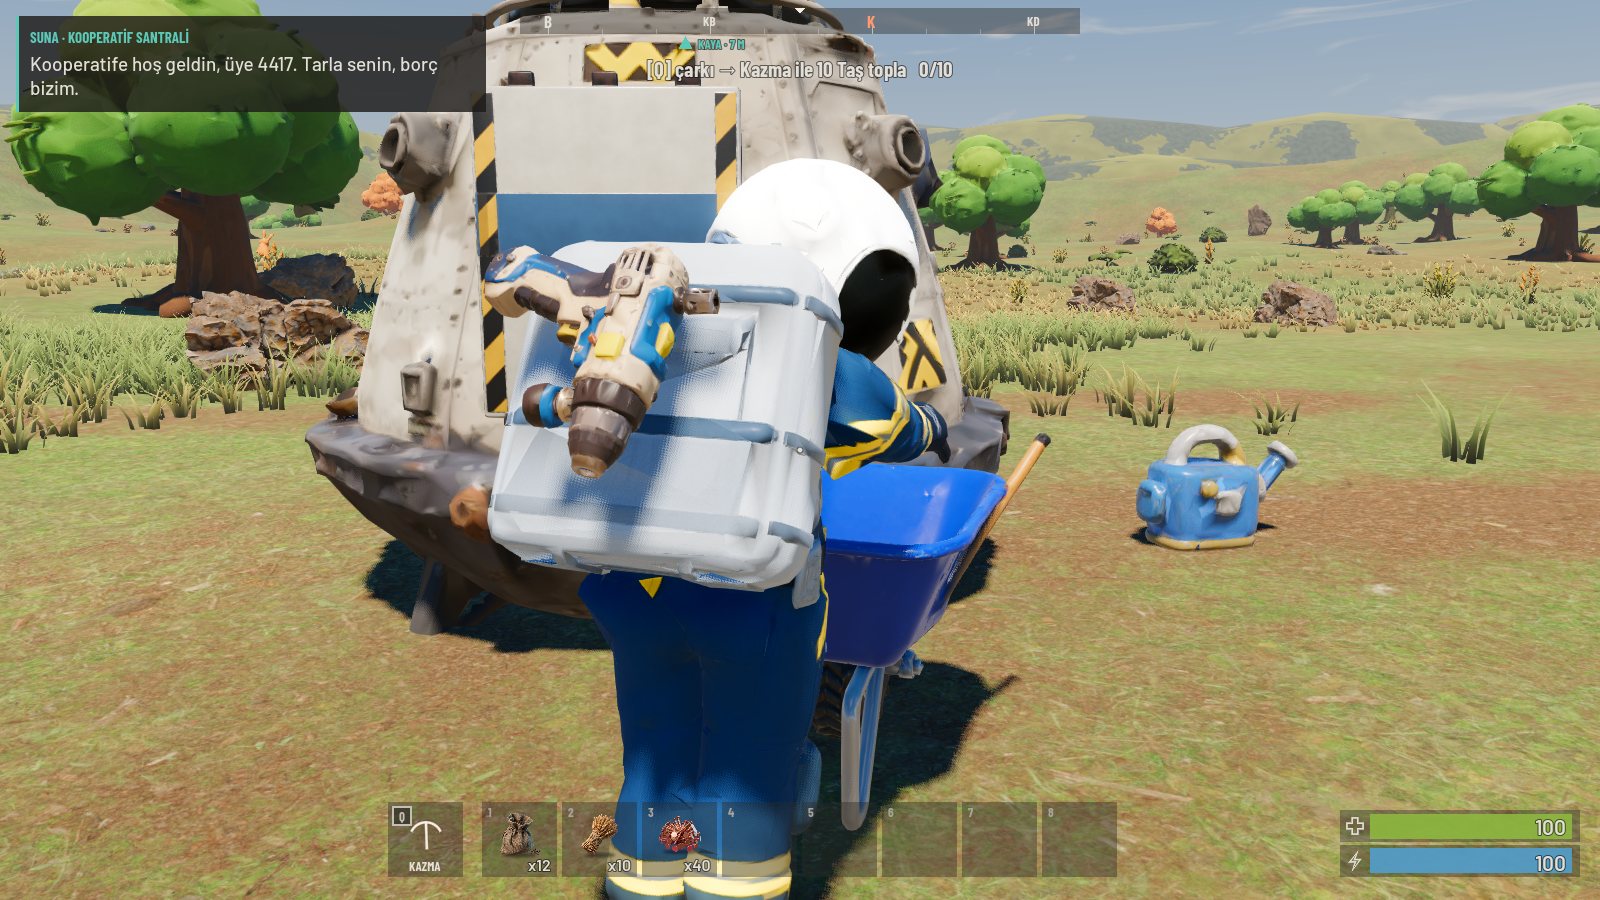 B
KB
K
KD
SUNA · KOOPERATİF SANTRALİ
Kooperatife hoş geldin, üye 4417. Tarla senin, borç
bizim.
KAYA · 7 M
[Q] çarkı → Kazma ile 10 Taş topla 0/10
Q
KAZMA
1
x12
2
x10
3
x40
4
5
6
7
8
100
100